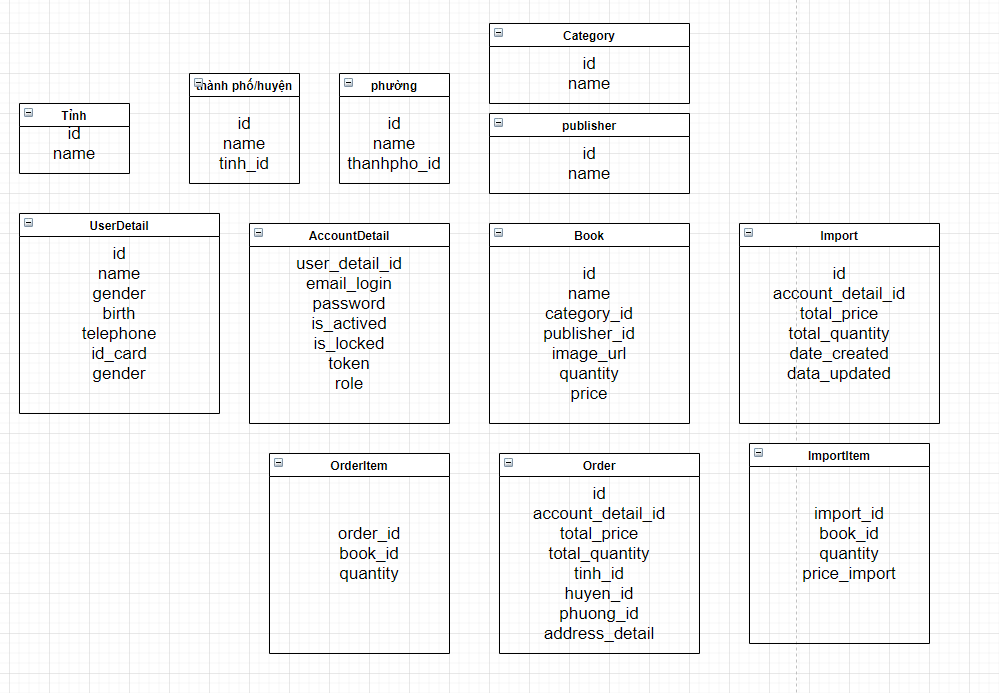 Category
id
name
Tỉnh
id
name
thành phố/huyện
id
name
tinh_id
phường
id
name
thanhpho_id
publisher
id
name
UserDetail
id
name
gender
birth
telephone
id_card
gender
AccountDetail
user_detail_id
email_login
password
is_actived
is_locked
token
role
Book
id
name
category_id
publisher_id
image_url
quantity
price
Import
id
account_detail_id
total_price
total_quantity
date_created
data_updated
OrderItem
order_id
book_id
quantity
Order
id
account_detail_id
total_price
total_quantity
tinh_id
huyen_id
phuong_id
address_detail
ImportItem
import_id
book_id
quantity
price_import